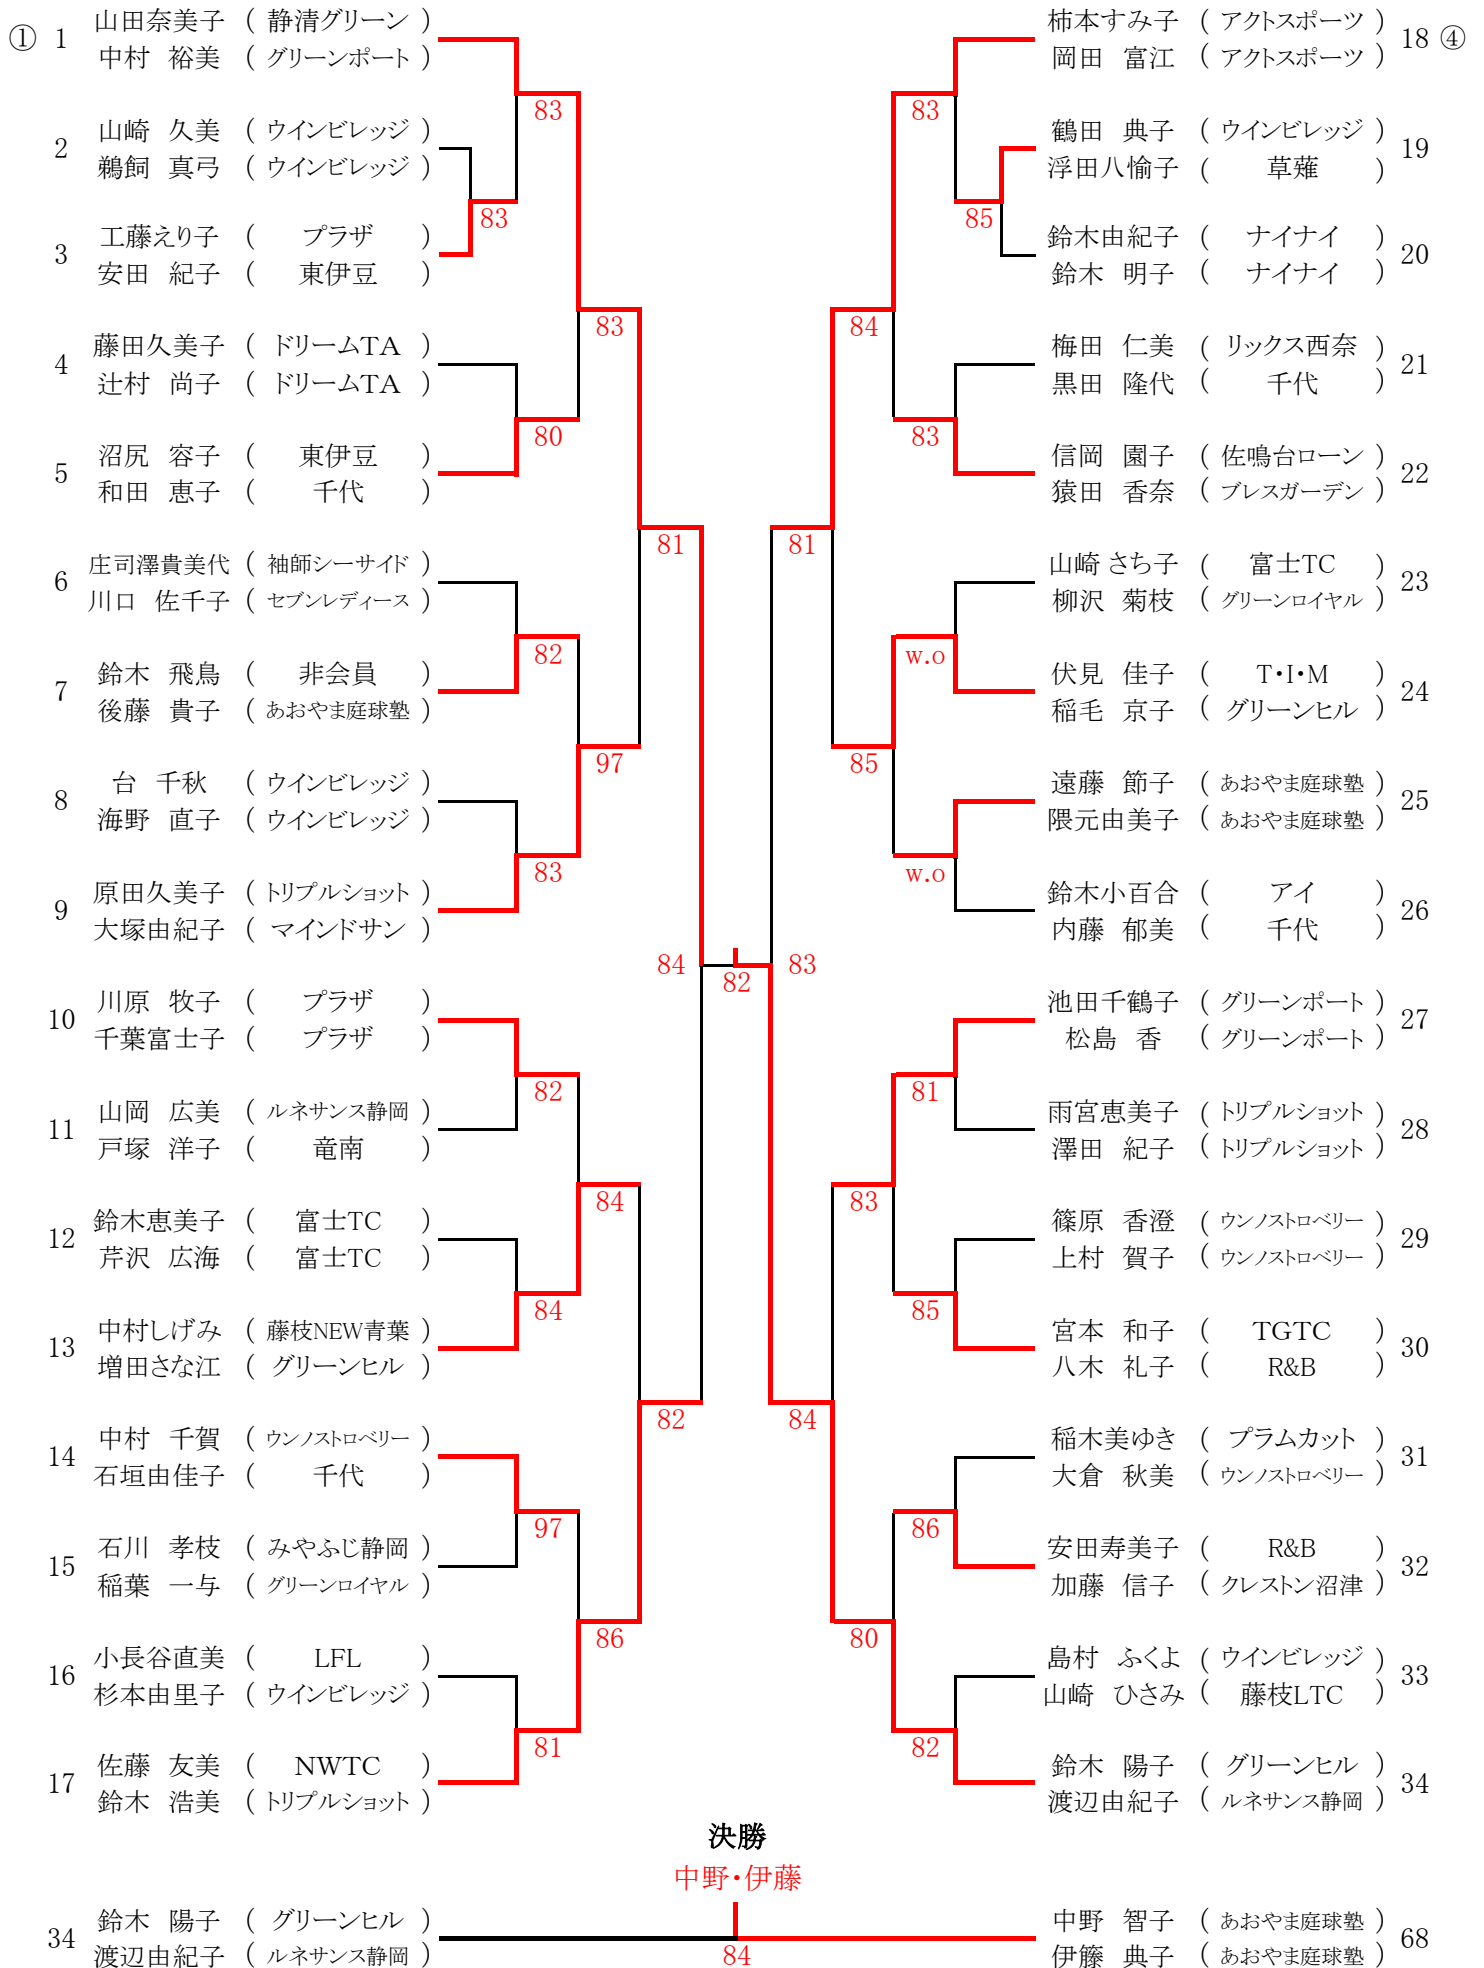 ① 1 山田奈美子 ( 静清グリーン )
中村 裕美 ( グリーンポート )
2 山崎 久美 ( ウインビレッジ )
鵜飼 真弓 ( ウインビレッジ )
3 工藤えり子 ( プラザ )
安田 紀子 ( 東伊豆 )
4 藤田久美子 ( ドリームTA )
辻村 尚子 ( ドリームTA )
5 沼尻 容子 ( 東伊豆 )
和田 恵子 ( 千代 )
6 庄司澤貴美代 ( 袖師シーサイド )
川口 佐千子 ( セブンレディース )
7 鈴木 飛鳥 ( 非会員 )
後藤 貴子 ( あおやま庭球塾 )
8 台 千秋 ( ウインビレッジ )
海野 直子 ( ウインビレッジ )
9 原田久美子 ( トリプルショット )
大塚由紀子 ( マインドサン )
10 川原 牧子 ( プラザ )
千葉富士子 ( プラザ )
11 山岡 広美 ( ルネサンス静岡 )
戸塚 洋子 ( 竜南 )
12 鈴木恵美子 ( 富士TC )
芹沢 広海 ( 富士TC )
13 中村しげみ ( 藤枝NEW青葉 )
増田さな江 ( グリーンヒル )
14 中村 千賀 ( ウンノストロベリー )
石垣由佳子 ( 千代 )
15 石川 孝枝 ( みやふじ静岡 )
稲葉 一与 ( グリーンロイヤル )
16 小長谷直美 ( LFL )
杉本由里子 ( ウインビレッジ )
17 佐藤 友美 ( NWTC )
鈴木 浩美 ( トリプルショット )
83
83
83
80
81
82
97
83
84
82
82
84
84
82
97
86
81
柿本すみ子 ( アクトスポーツ ) 18 ④
岡田 富江 ( アクトスポーツ )
鶴田 典子 ( ウインビレッジ ) 19
浮田八愉子 ( 草薙 )
鈴木由紀子 ( ナイナイ ) 20
鈴木 明子 ( ナイナイ )
梅田 仁美 ( リックス西奈 ) 21
黒田 隆代 ( 千代 )
信岡 園子 ( 佐鳴台ローン ) 22
猿田 香奈 ( ブレスガーデン )
山崎 さち子 ( 富士TC ) 23
柳沢 菊枝 ( グリーンロイヤル )
伏見 佳子 ( T・I・M ) 24
稲毛 京子 ( グリーンヒル )
遠藤 節子 ( あおやま庭球塾 ) 25
隈元由美子 ( あおやま庭球塾 )
鈴木小百合 ( アイ ) 26
内藤 郁美 ( 千代 )
池田千鶴子 ( グリーンポート ) 27
松島 香 ( グリーンポート )
雨宮恵美子 ( トリプルショット ) 28
澤田 紀子 ( トリプルショット )
篠原 香澄 ( ウンノストロベリー ) 29
上村 賀子 ( ウンノストロベリー )
宮本 和子 ( TGTC ) 30
八木 礼子 ( R&B )
稲木美ゆき ( プラムカット ) 31
大倉 秋美 ( ウンノストロベリー )
安田寿美子 ( R&B ) 32
加藤 信子 ( クレストン沼津 )
島村 ふくよ ( ウインビレッジ ) 33
山崎 ひさみ ( 藤枝LTC )
鈴木 陽子 ( グリーンヒル ) 34
渡辺由紀子 ( ルネサンス静岡 )
83
85
84
83
81
w.o
85
w.o
83
81
83
85
84
86
80
82
決勝
中野・伊藤
34 鈴木 陽子 ( グリーンヒル )
渡辺由紀子 ( ルネサンス静岡 )
84
中野 智子 ( あおやま庭球塾 ) 68
伊藤 典子 ( あおやま庭球塾 )